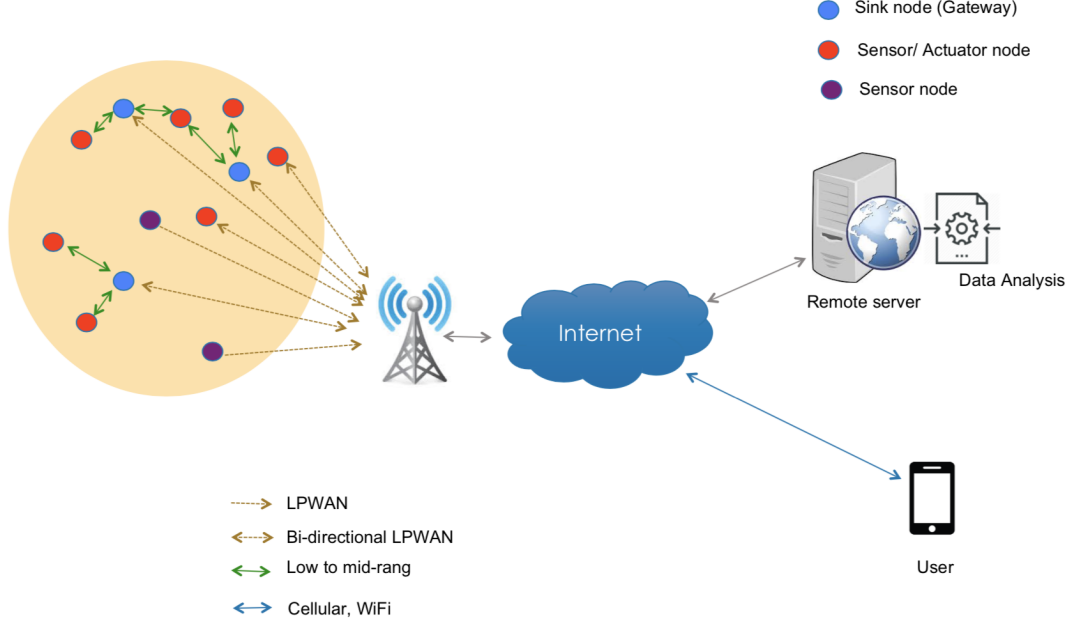 Sink node (Gateway)
Sensor/ Actuator node
Sensor node
Internet
Remote server
Data Analysis
User
LPWAN
Bi-directional LPWAN
Low to mid-rang
Cellular, WiFi